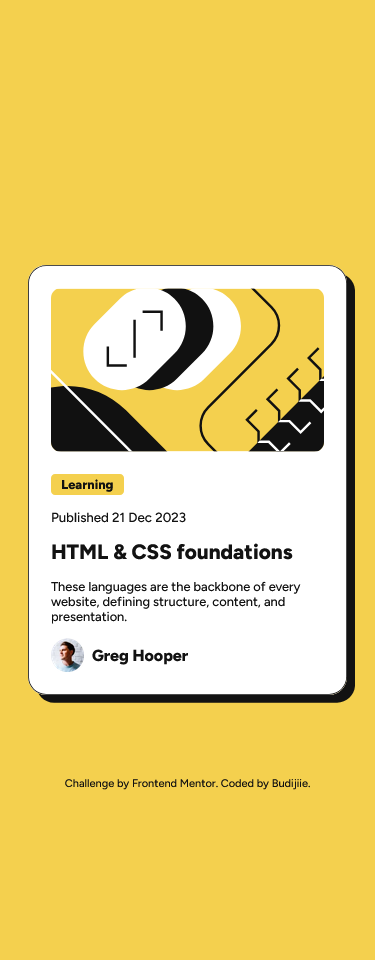 Learning
Published 21 Dec 2023
HTML & CSS foundations
These languages are the backbone of every
website, defining structure, content, and
presentation.
Greg Hooper
Challenge by Frontend Mentor. Coded by Budijiie.